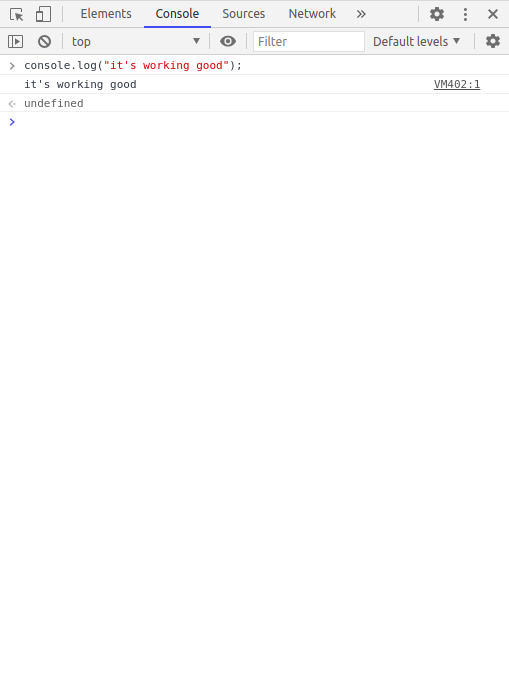 Elements Console Sources Network »
top Filter Default levels
console.log("it's working good");
it's working good VM402:1
undefined